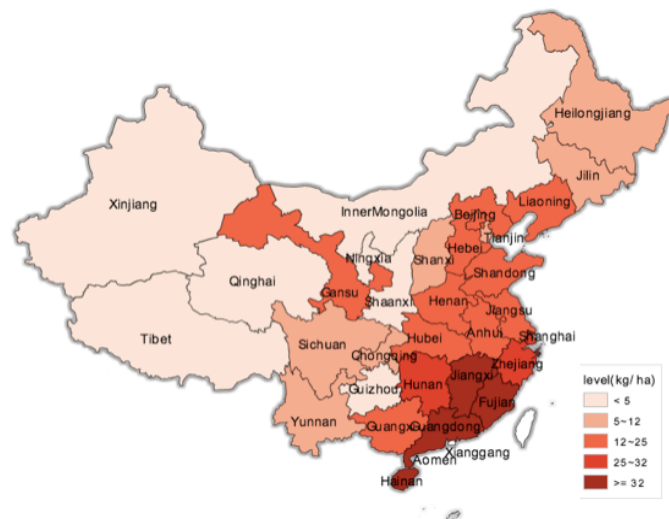 Heilongjiang
Jilin
Liaoning
Xinjiang
InnerMongolia
Beijing
Tianjin
Hebei
Ningxia
Shanxi
Shandong
Qinghai
Gansu
Shaanxi
Henan
Jiangsu
Tibet
Sichuan
Hubei
Anhui
Shanghai
Chongqing
Zhejiang
Guizhou
Hunan
Jiangxi
Fujian
Yunnan
Guangxi
Guangdong
Xianggang
Aomen
Hainan
level(kg/ ha)
< 5
5~12
12~25
25~32
>= 32